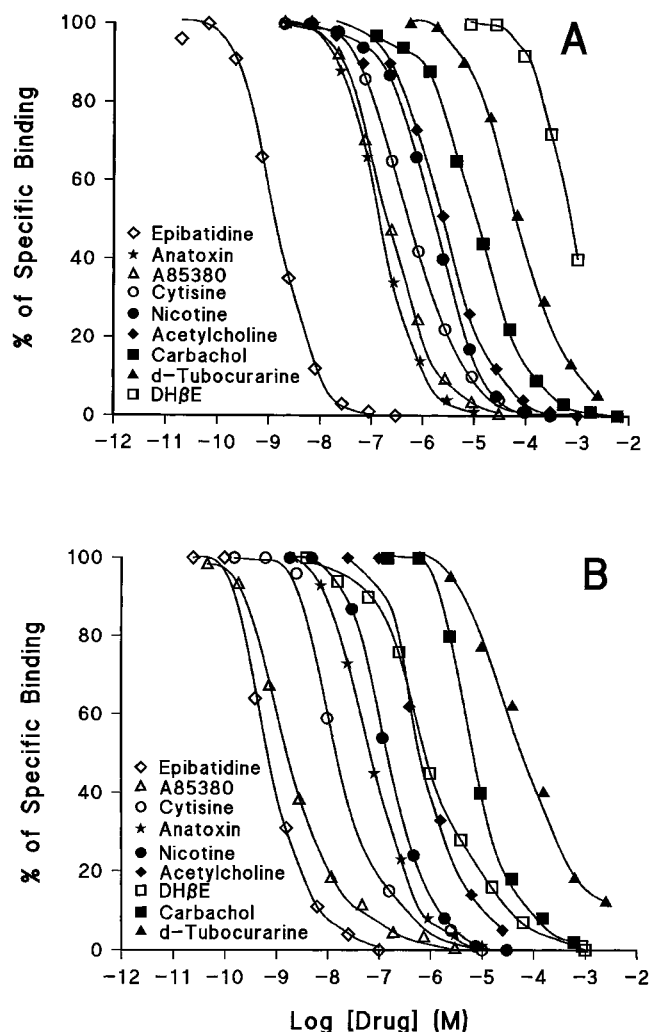 A
% of Specific Binding
100
80
60
40
20
0
Epibatidine
Anatoxin
A85380
Cytisine
Nicotine
Acetylcholine
Carbachol
d-Tubocurarine
DHβE
-12 -11 -10 -9 -8 -7 -6 -5 -4 -3 -2
B
% of Specific Binding
100
80
60
40
20
0
Epibatidine
A85380
Cytisine
Anatoxin
Nicotine
Acetylcholine
DHβE
Carbachol
d-Tubocurarine
-12 -11 -10 -9 -8 -7 -6 -5 -4 -3 -2
Log [Drug] (M)